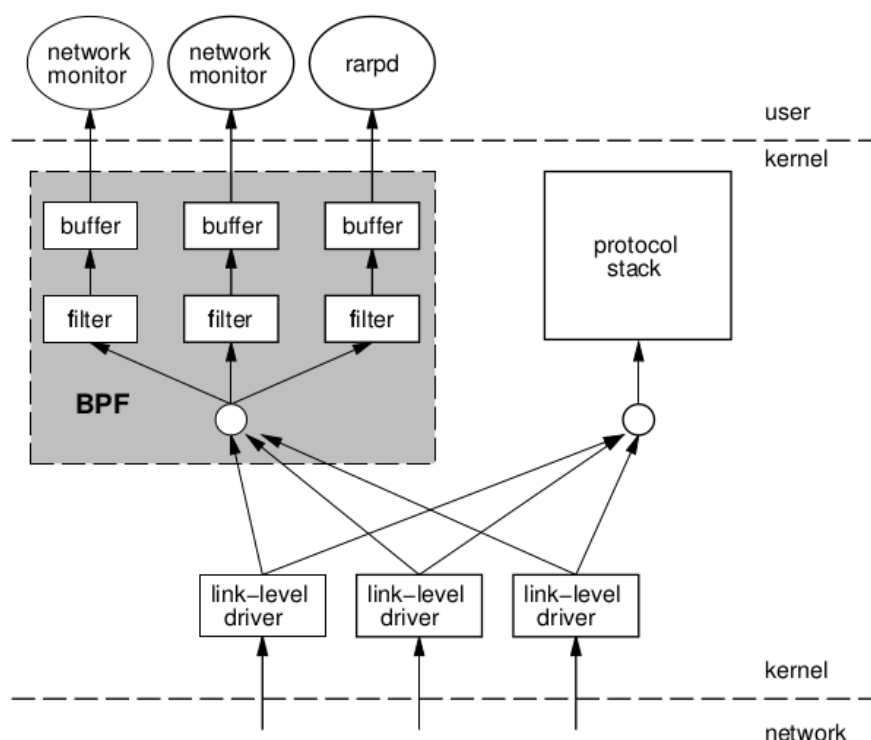 network
monitor
network
monitor
rarpd
user
kernel
buffer
buffer
buffer
protocol
stack
filter
filter
filter
BPF
link-level
driver
link-level
driver
link-level
driver
kernel
network